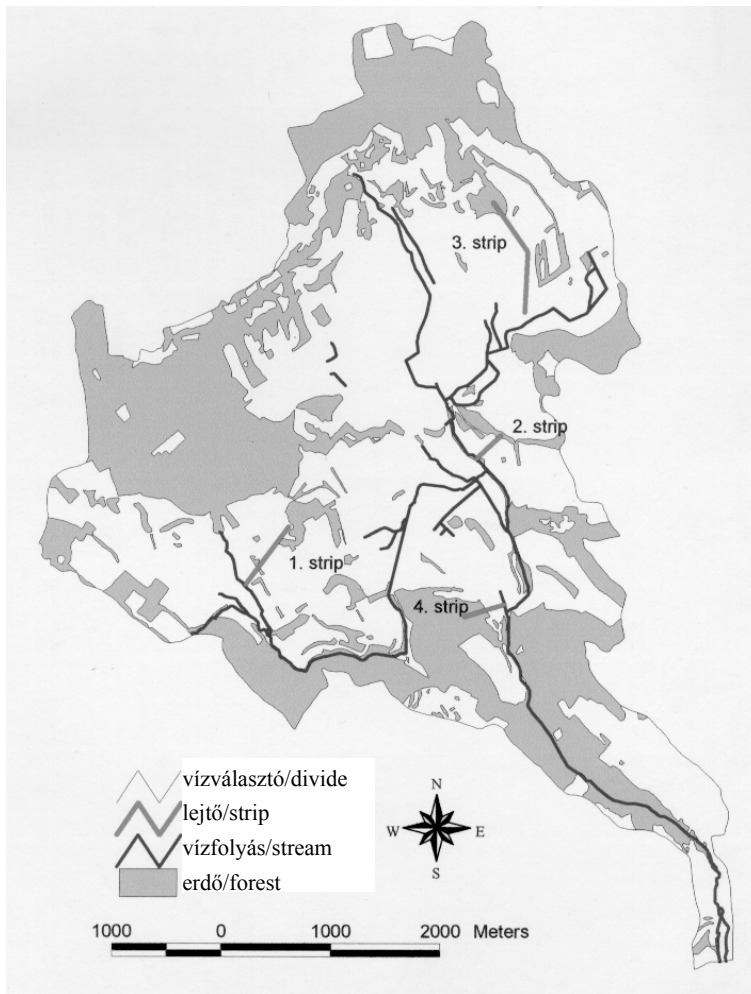 3. strip
2. strip
1. strip
4. strip
vízválasztó/divide
lejtő/strip
vízfolyás/stream
erdő/forest
N
W E
S
1000 0 1000 2000 Meters